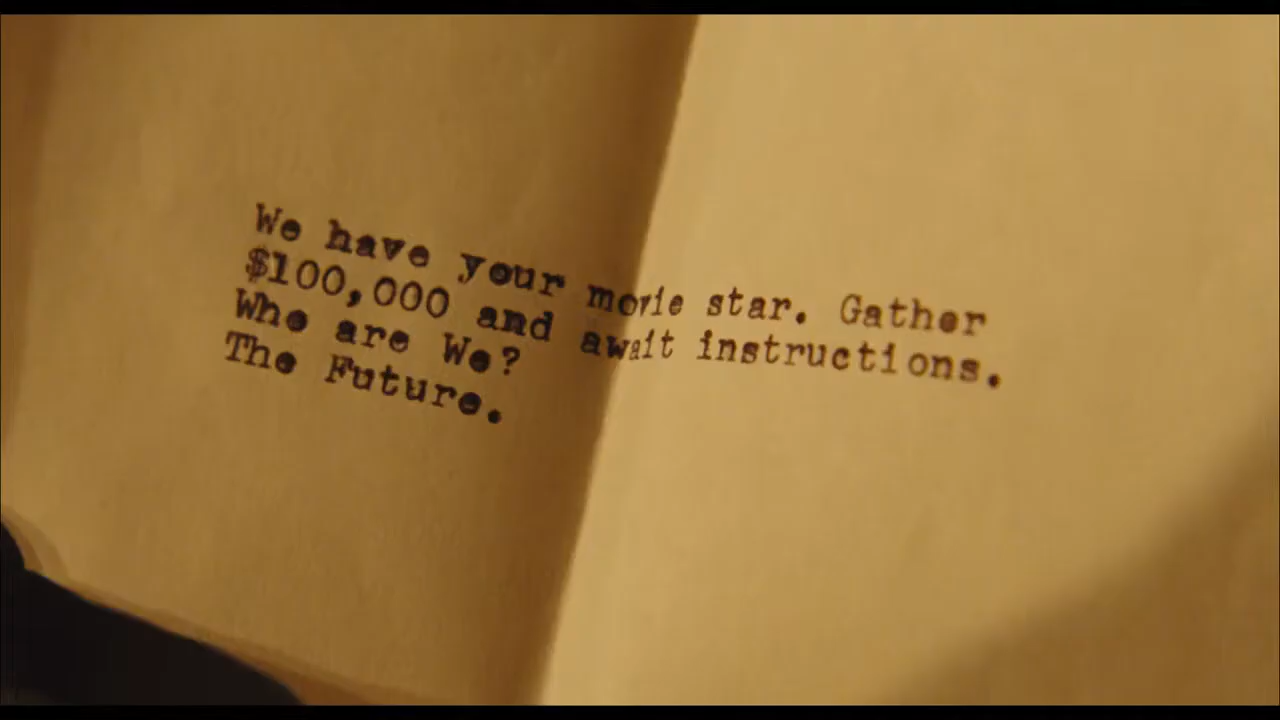 We have your movie star. Gather
$100,000 and await instructions.
Who are We?
The Future.